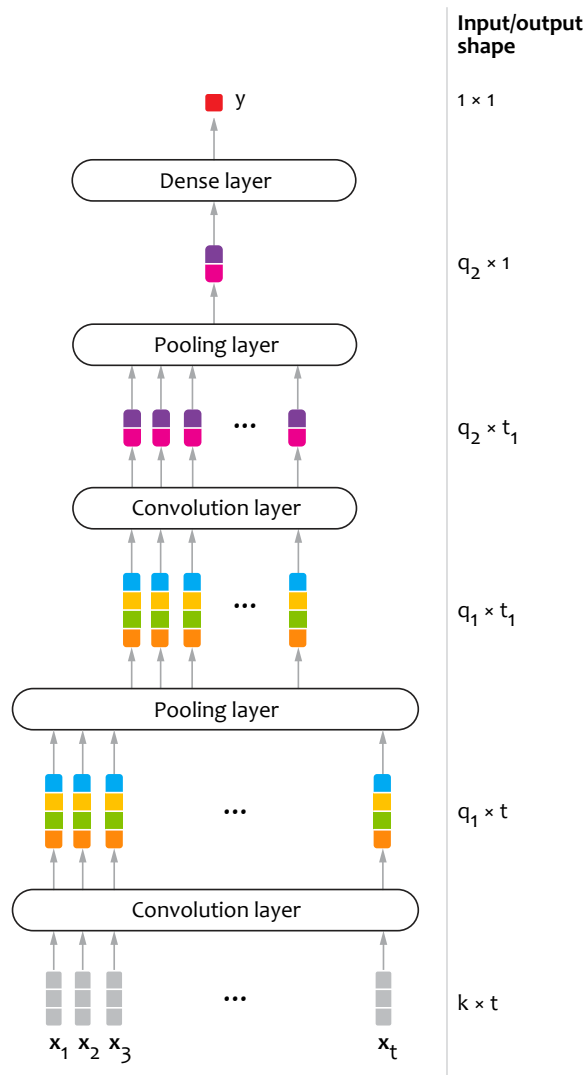 Input/output
shape
y
1 × 1
Dense layer
q₂ × 1
Pooling layer
...
q₂ × t₁
Convolution layer
...
q₁ × t₁
Pooling layer
...
q₁ × t
Convolution layer
...
k × t
x₁ x₂ x₃ xₜ